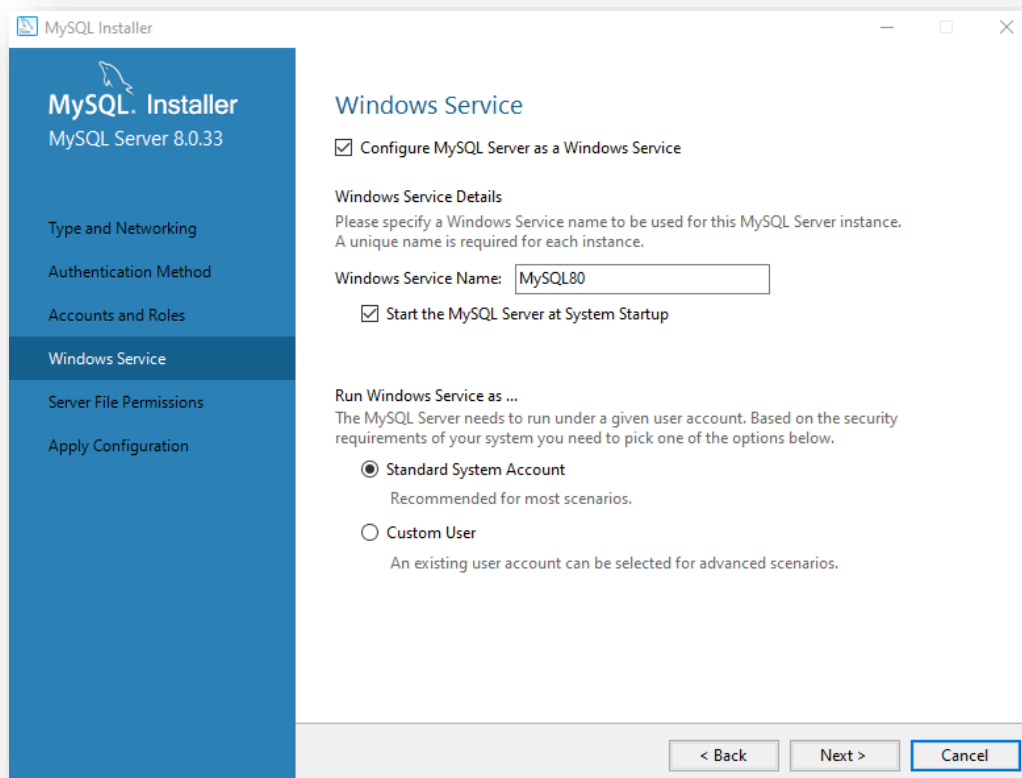 MySQL Installer
MySQL. Installer
MySQL Server 8.0.33
Type and Networking
Authentication Method
Accounts and Roles
Windows Service
Server File Permissions
Apply Configuration
Windows Service
Configure MySQL Server as a Windows Service
Windows Service Details
Please specify a Windows Service name to be used for this MySQL Server instance.
A unique name is required for each instance.
Windows Service Name: MySQL80
Start the MySQL Server at System Startup
Run Windows Service as ...
The MySQL Server needs to run under a given user account. Based on the security
requirements of your system you need to pick one of the options below.
Standard System Account
Recommended for most scenarios.
Custom User
An existing user account can be selected for advanced scenarios.
< Back Next > Cancel